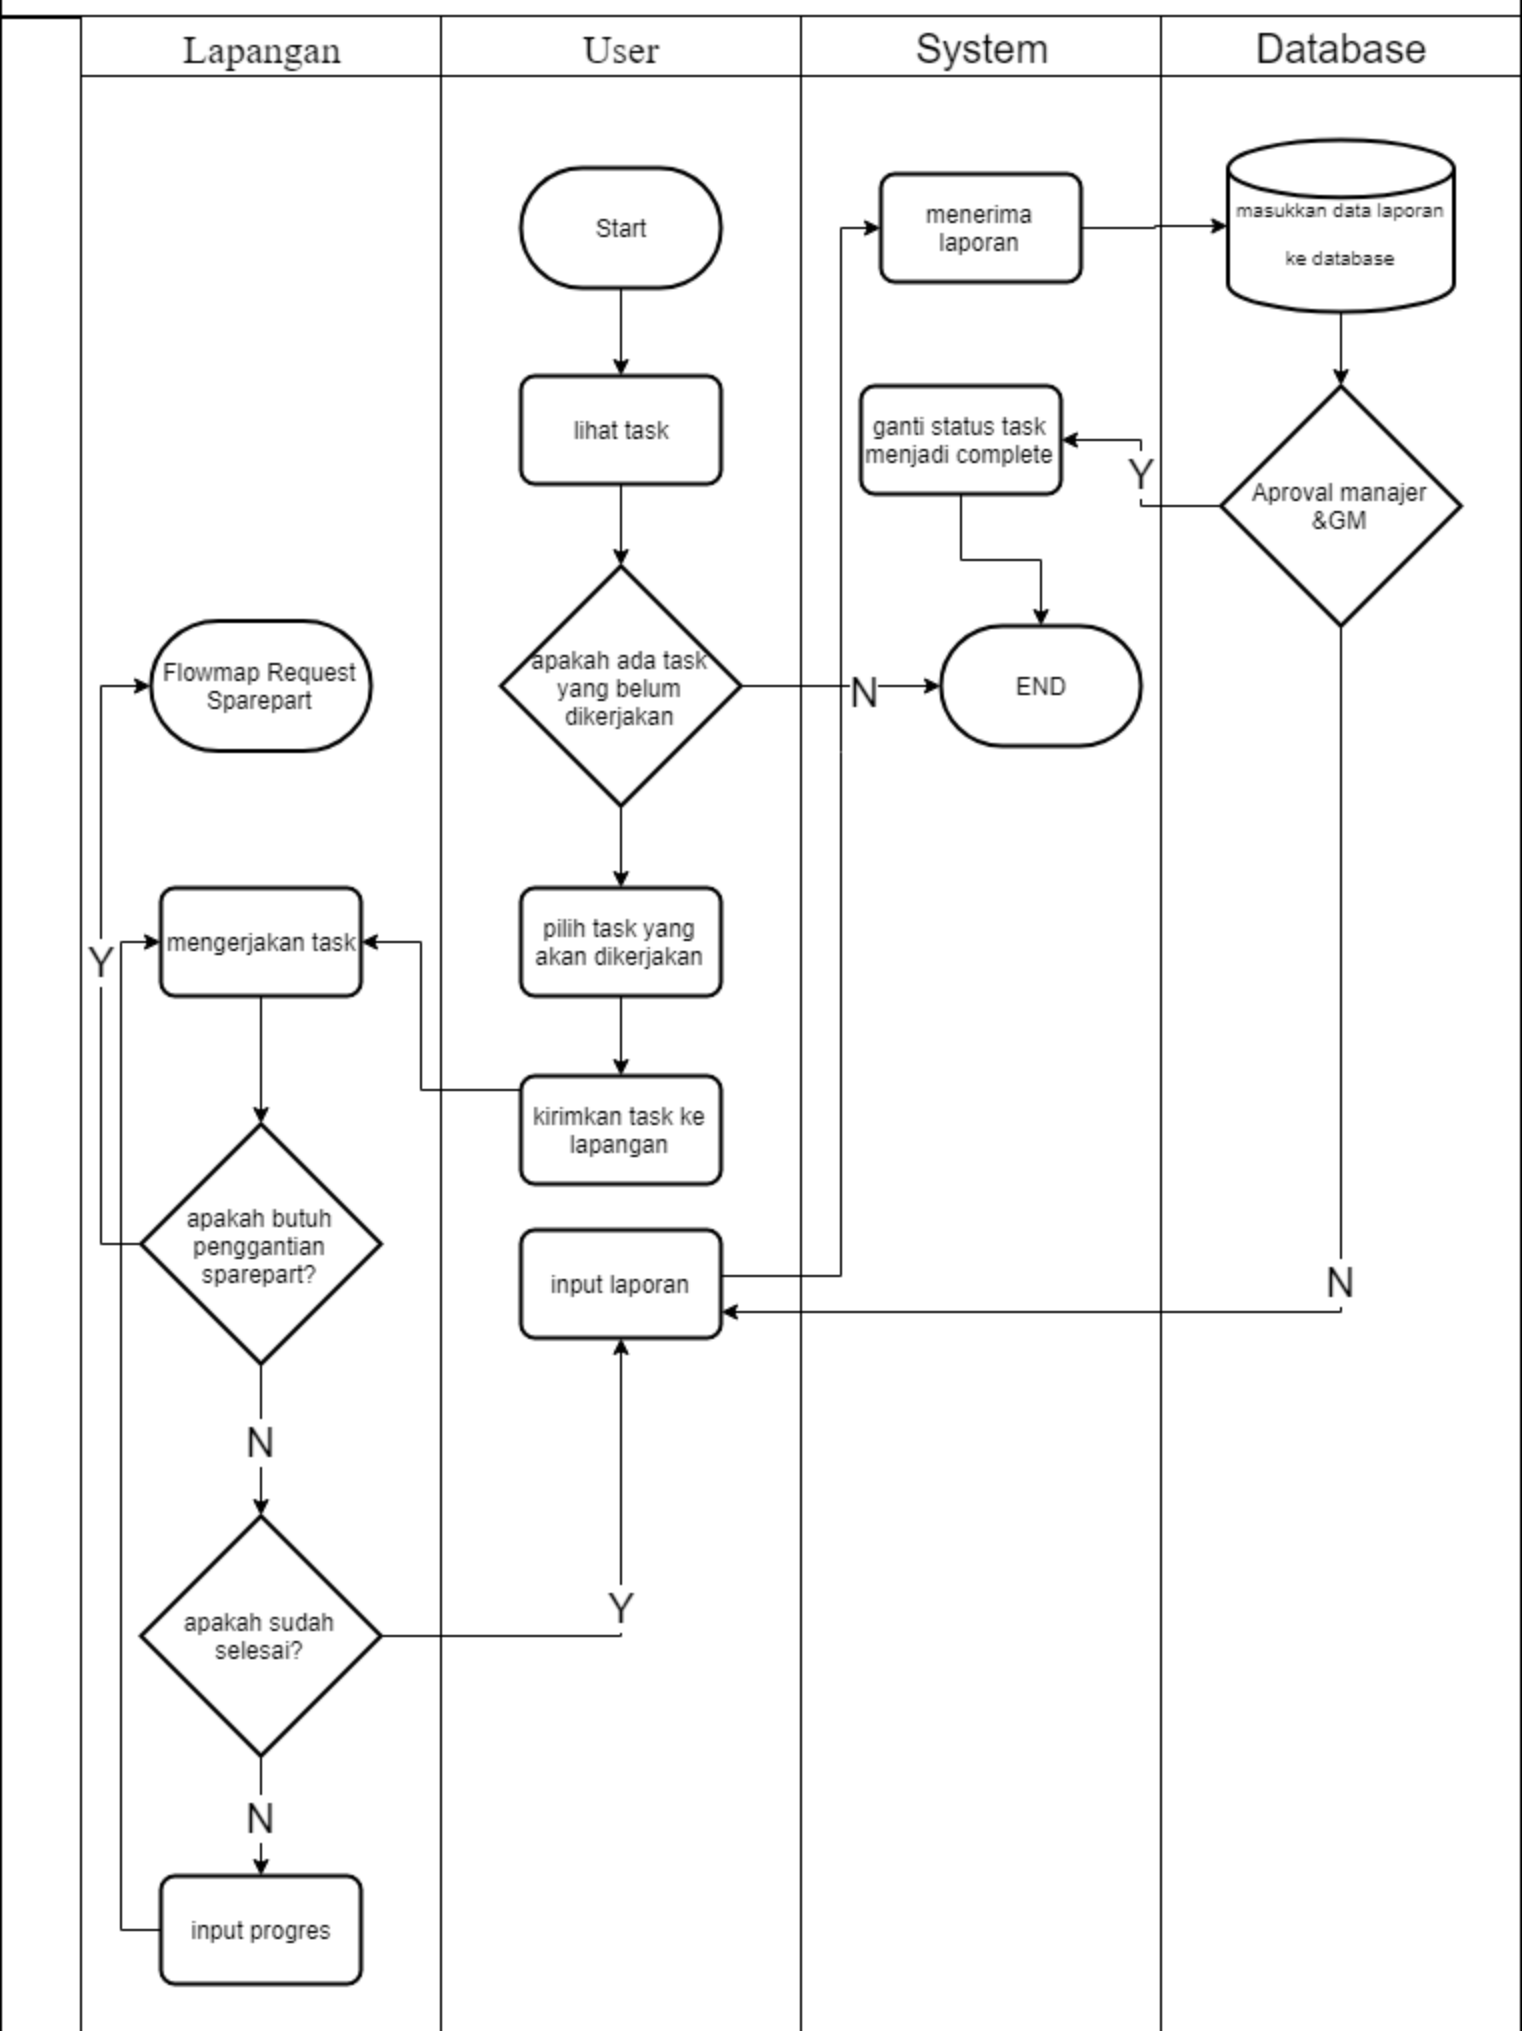 Lapangan
User
System
Database
Start
menerima
laporan
masukkan data laporan
ke database
lihat task
ganti status task
menjadi complete
Y
Aproval manajer
&GM
Flowmap Request
Sparepart
apakah ada task
yang belum
dikerjakan
N
END
Y
mengerjakan task
pilih task yang
akan dikerjakan
kirimkan task ke
lapangan
apakah butuh
penggantian
sparepart?
input laporan
N
N
apakah sudah
selesai?
Y
N
input progres